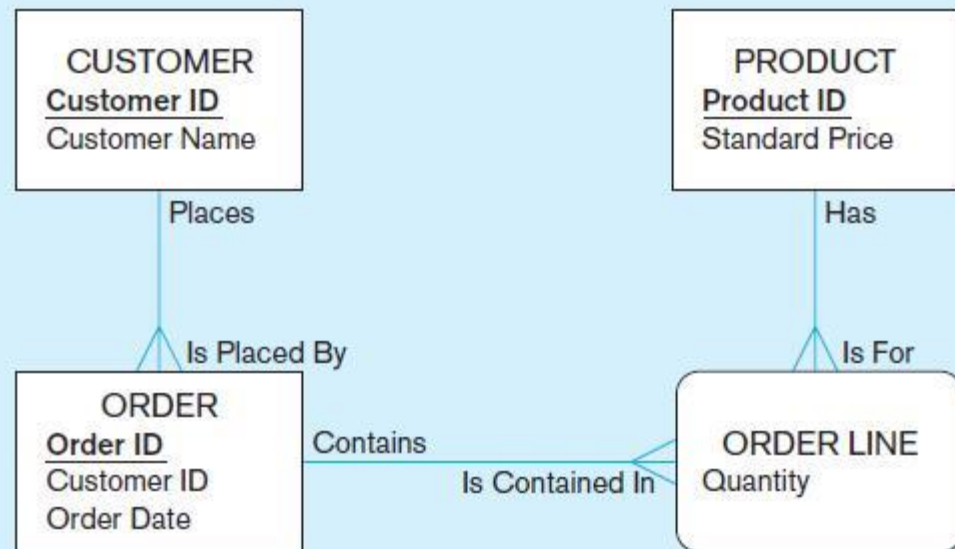 CUSTOMER
Customer ID
Customer Name
PRODUCT
Product ID
Standard Price
Places
Has
Is Placed By
Is For
ORDER
Order ID
Customer ID
Order Date
Contains
Is Contained In
ORDER LINE
Quantity